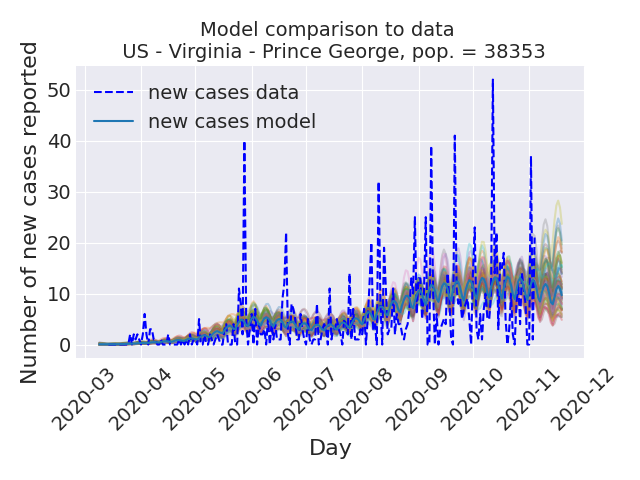 Model comparison to data
US - Virginia - Prince George, pop. = 38353
Number of new cases reported
50
40
30
20
10
0
new cases data
new cases model
2020-03
2020-04
2020-05
2020-06
2020-07
2020-08
2020-09
2020-10
2020-11
2020-12
Day